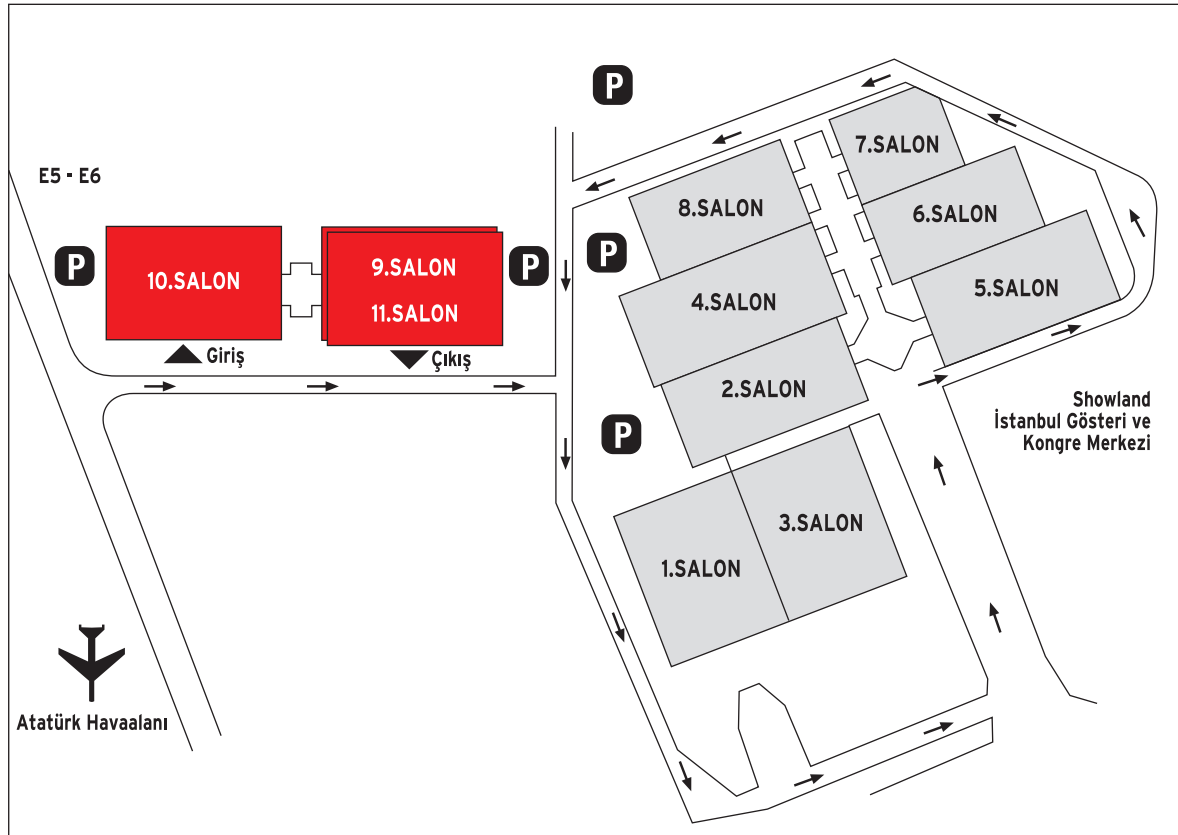 P
7.SALON
E5 - E6
8.SALON
6.SALON
P
P
P
10.SALON
9.SALON
11.SALON
4.SALON
5.SALON
Giriş
Çıkış
2.SALON
Showland
İstanbul Gösteri ve
Kongre Merkezi
P
3.SALON
1.SALON
Atatürk Havaalanı